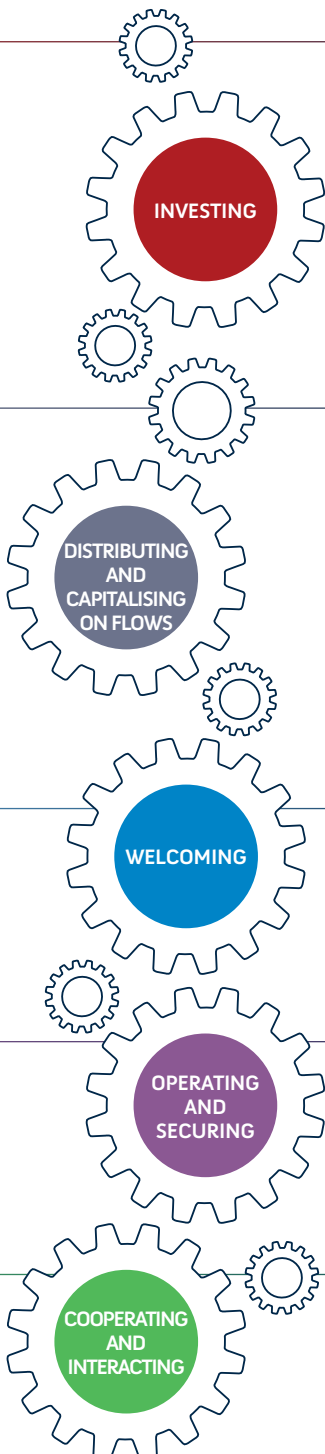 INVESTING
DISTRIBUTING
AND
CAPITALISING
ON FLOWS
WELCOMING
OPERATING
AND
SECURING
COOPERATING
AND
INTERACTING